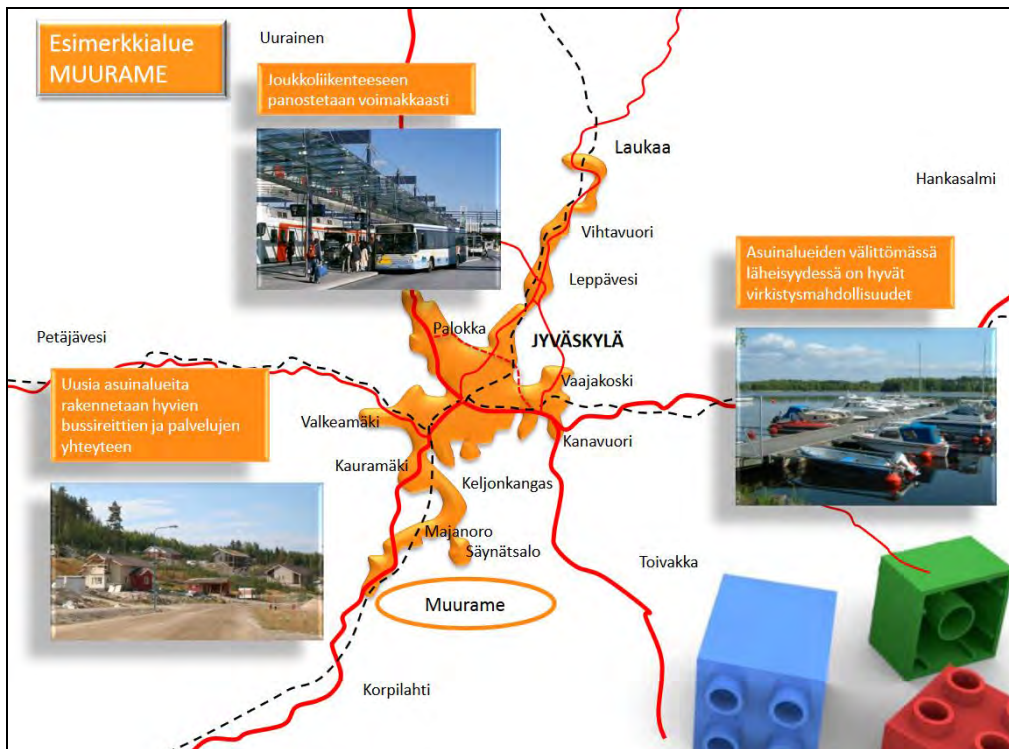 Esimerkkialue
MUURAME
Uurainen
Joukkoliikenteeseen
panostetaan voimakkaasti
Laukaa
Hankasalmi
Vihtavuori
Leppävesi
Asuinalueiden välittömässä
läheisyydessä on hyvät
virkistysmahdollisuudet
Palokka
JYVÄSKYLÄ
Petäjävesi
Vaajakoski
Uusia asuinalueita
rakennetaan hyvien
bussireittien ja palvelujen
yhteyteen
Valkeamäki
Kanavuori
Kauramäki
Keljonkangas
Majanoro
Säynätsalo
Toivakka
Muurame
Korpilahti